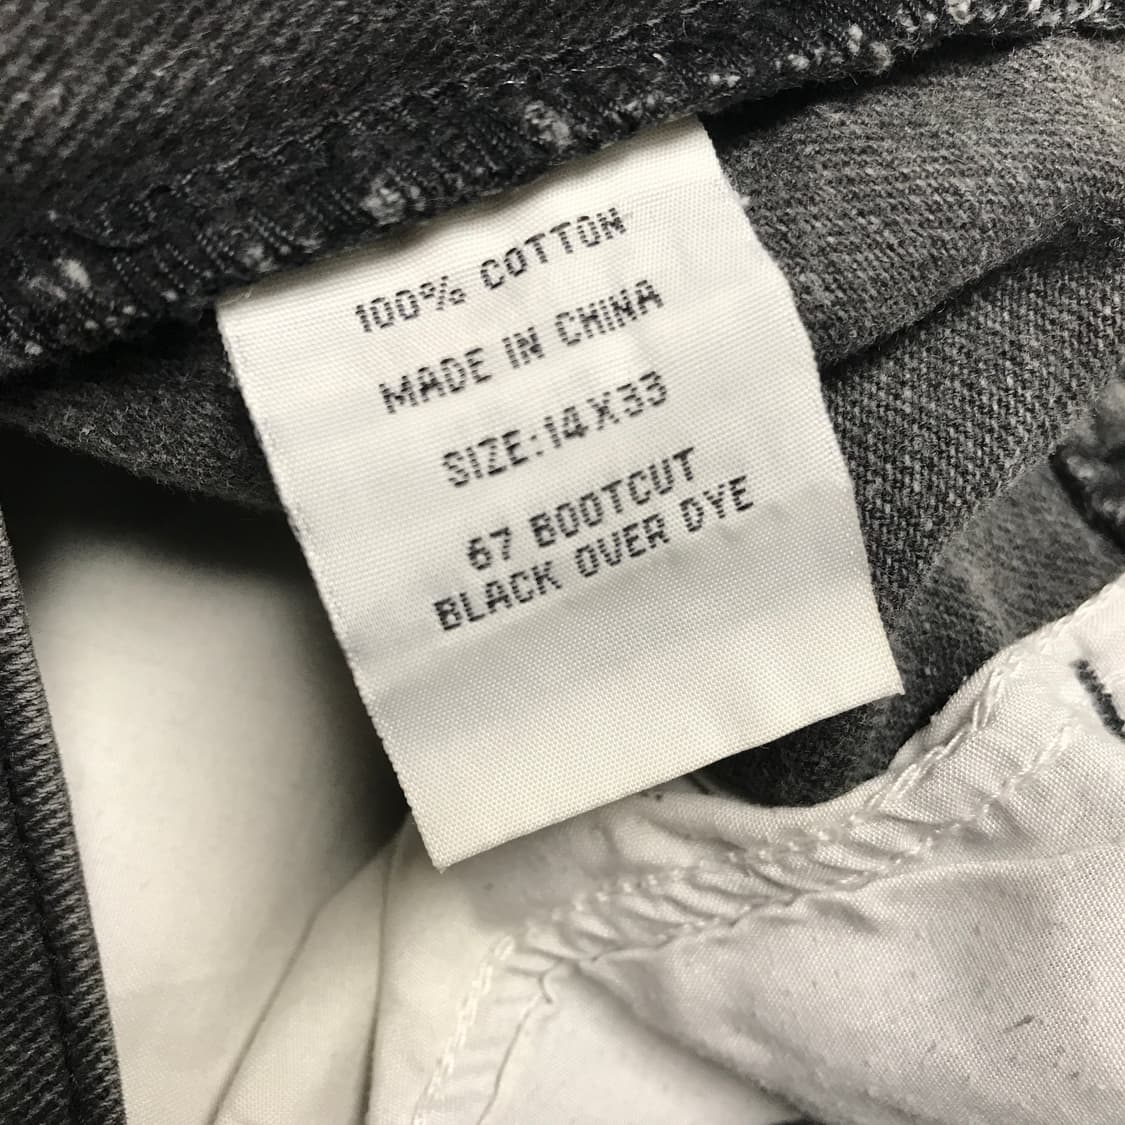 100% COTTON
MADE IN CHINA
SIZE:14X33
67 BOOTCUT
BLACK OVER DYE